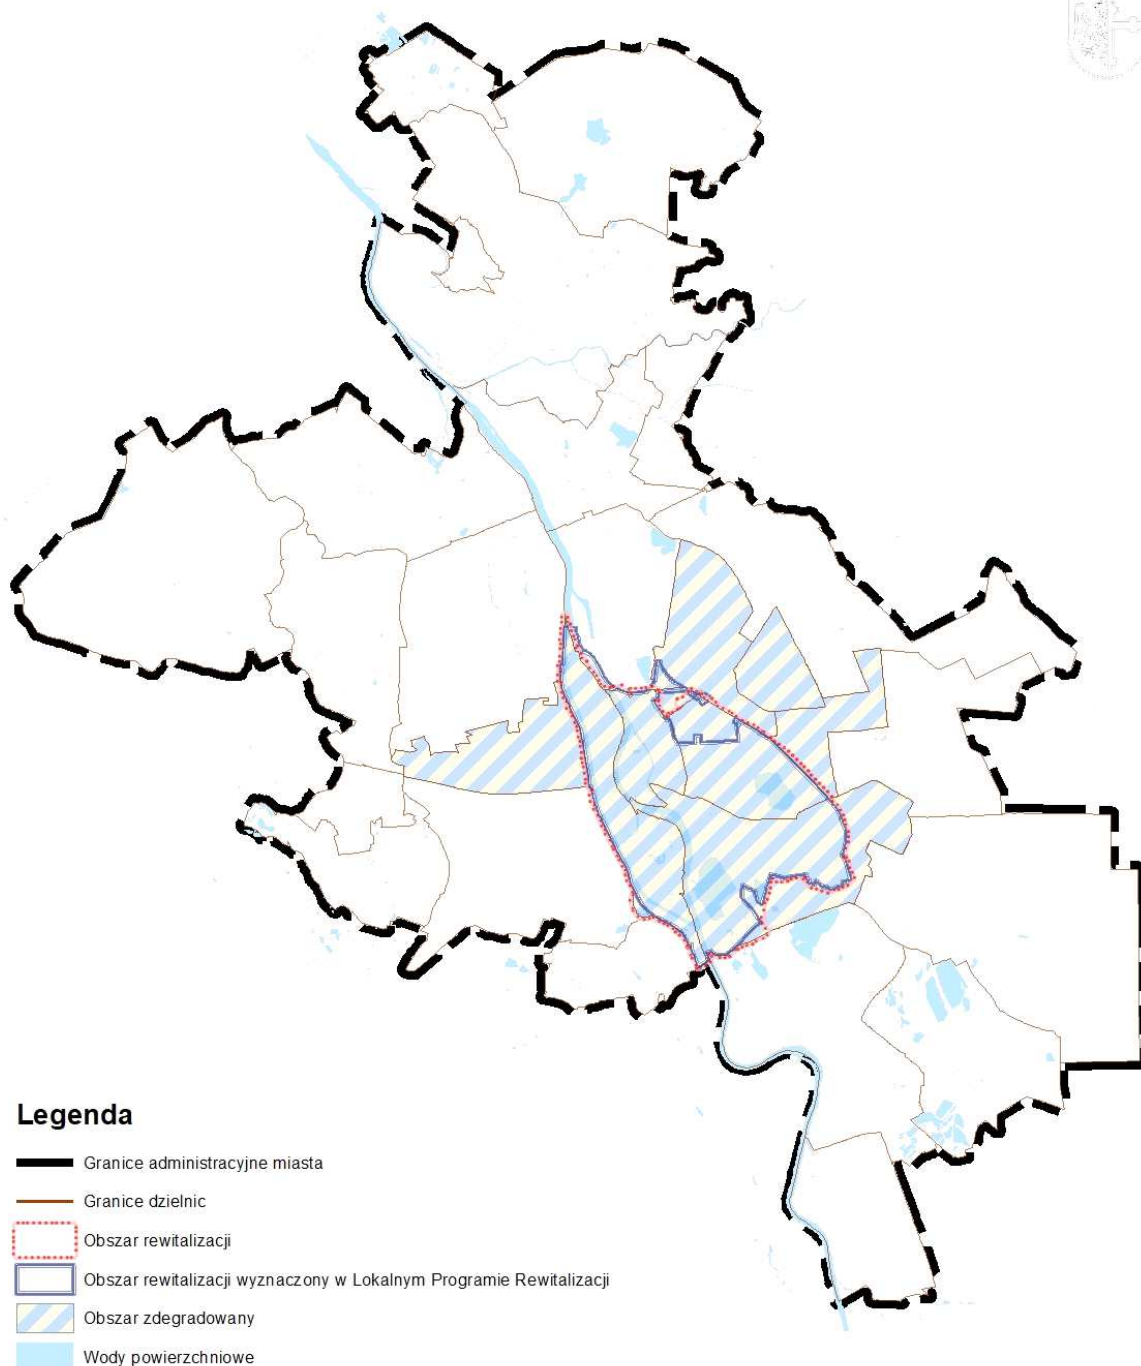 Legenda
Granice administracyjne miasta
Granice dzielnic
Obszar rewitalizacji
Obszar rewitalizacji wyznaczony w Lokalnym Programie Rewitalizacji
Obszar zdegradowany
Wody powierzchniowe